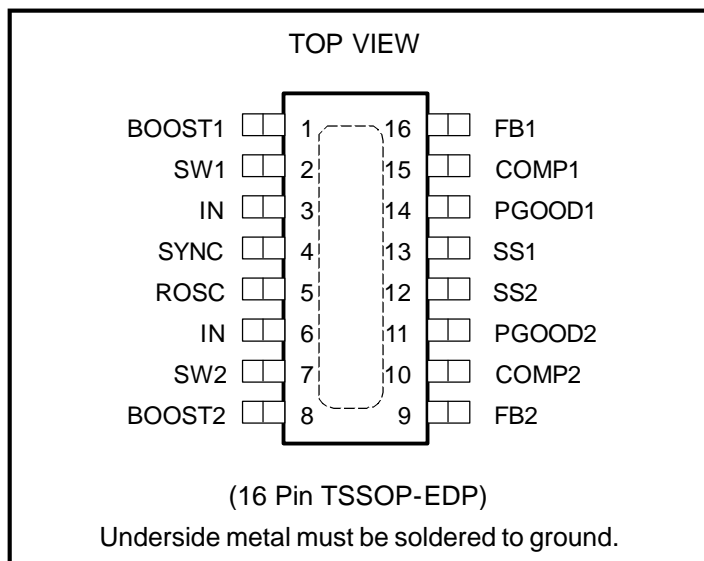 TOP VIEW
BOOST1 1 16 FB1
SW1 2 15 COMP1
IN 3 14 PGOOD1
SYNC 4 13 SS1
ROSC 5 12 SS2
IN 6 11 PGOOD2
SW2 7 10 COMP2
BOOST2 8 9 FB2
(16 Pin TSSOP-EDP)
Underside metal must be soldered to ground.